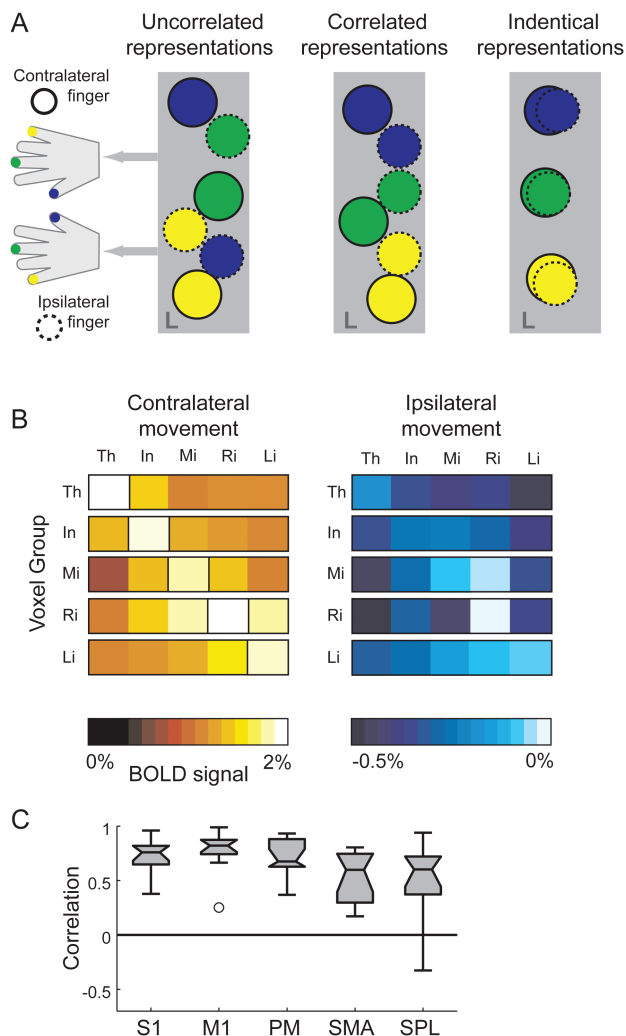 A
Uncorrelated
representations
Correlated
representations
Indentical
representations
Contralateral
finger
Ipsilateral
finger
L
L
L
B
Contralateral
movement
Ipsilateral
movement
Th In Mi Ri Li
Th In Mi Ri Li
Voxel Group
Th
In
Mi
Ri
Li
Th
In
Mi
Ri
Li
0% 2%
BOLD signal
-0.5% 0%
C
Correlation
1
0.5
0
-0.5
S1 M1 PM SMA SPL